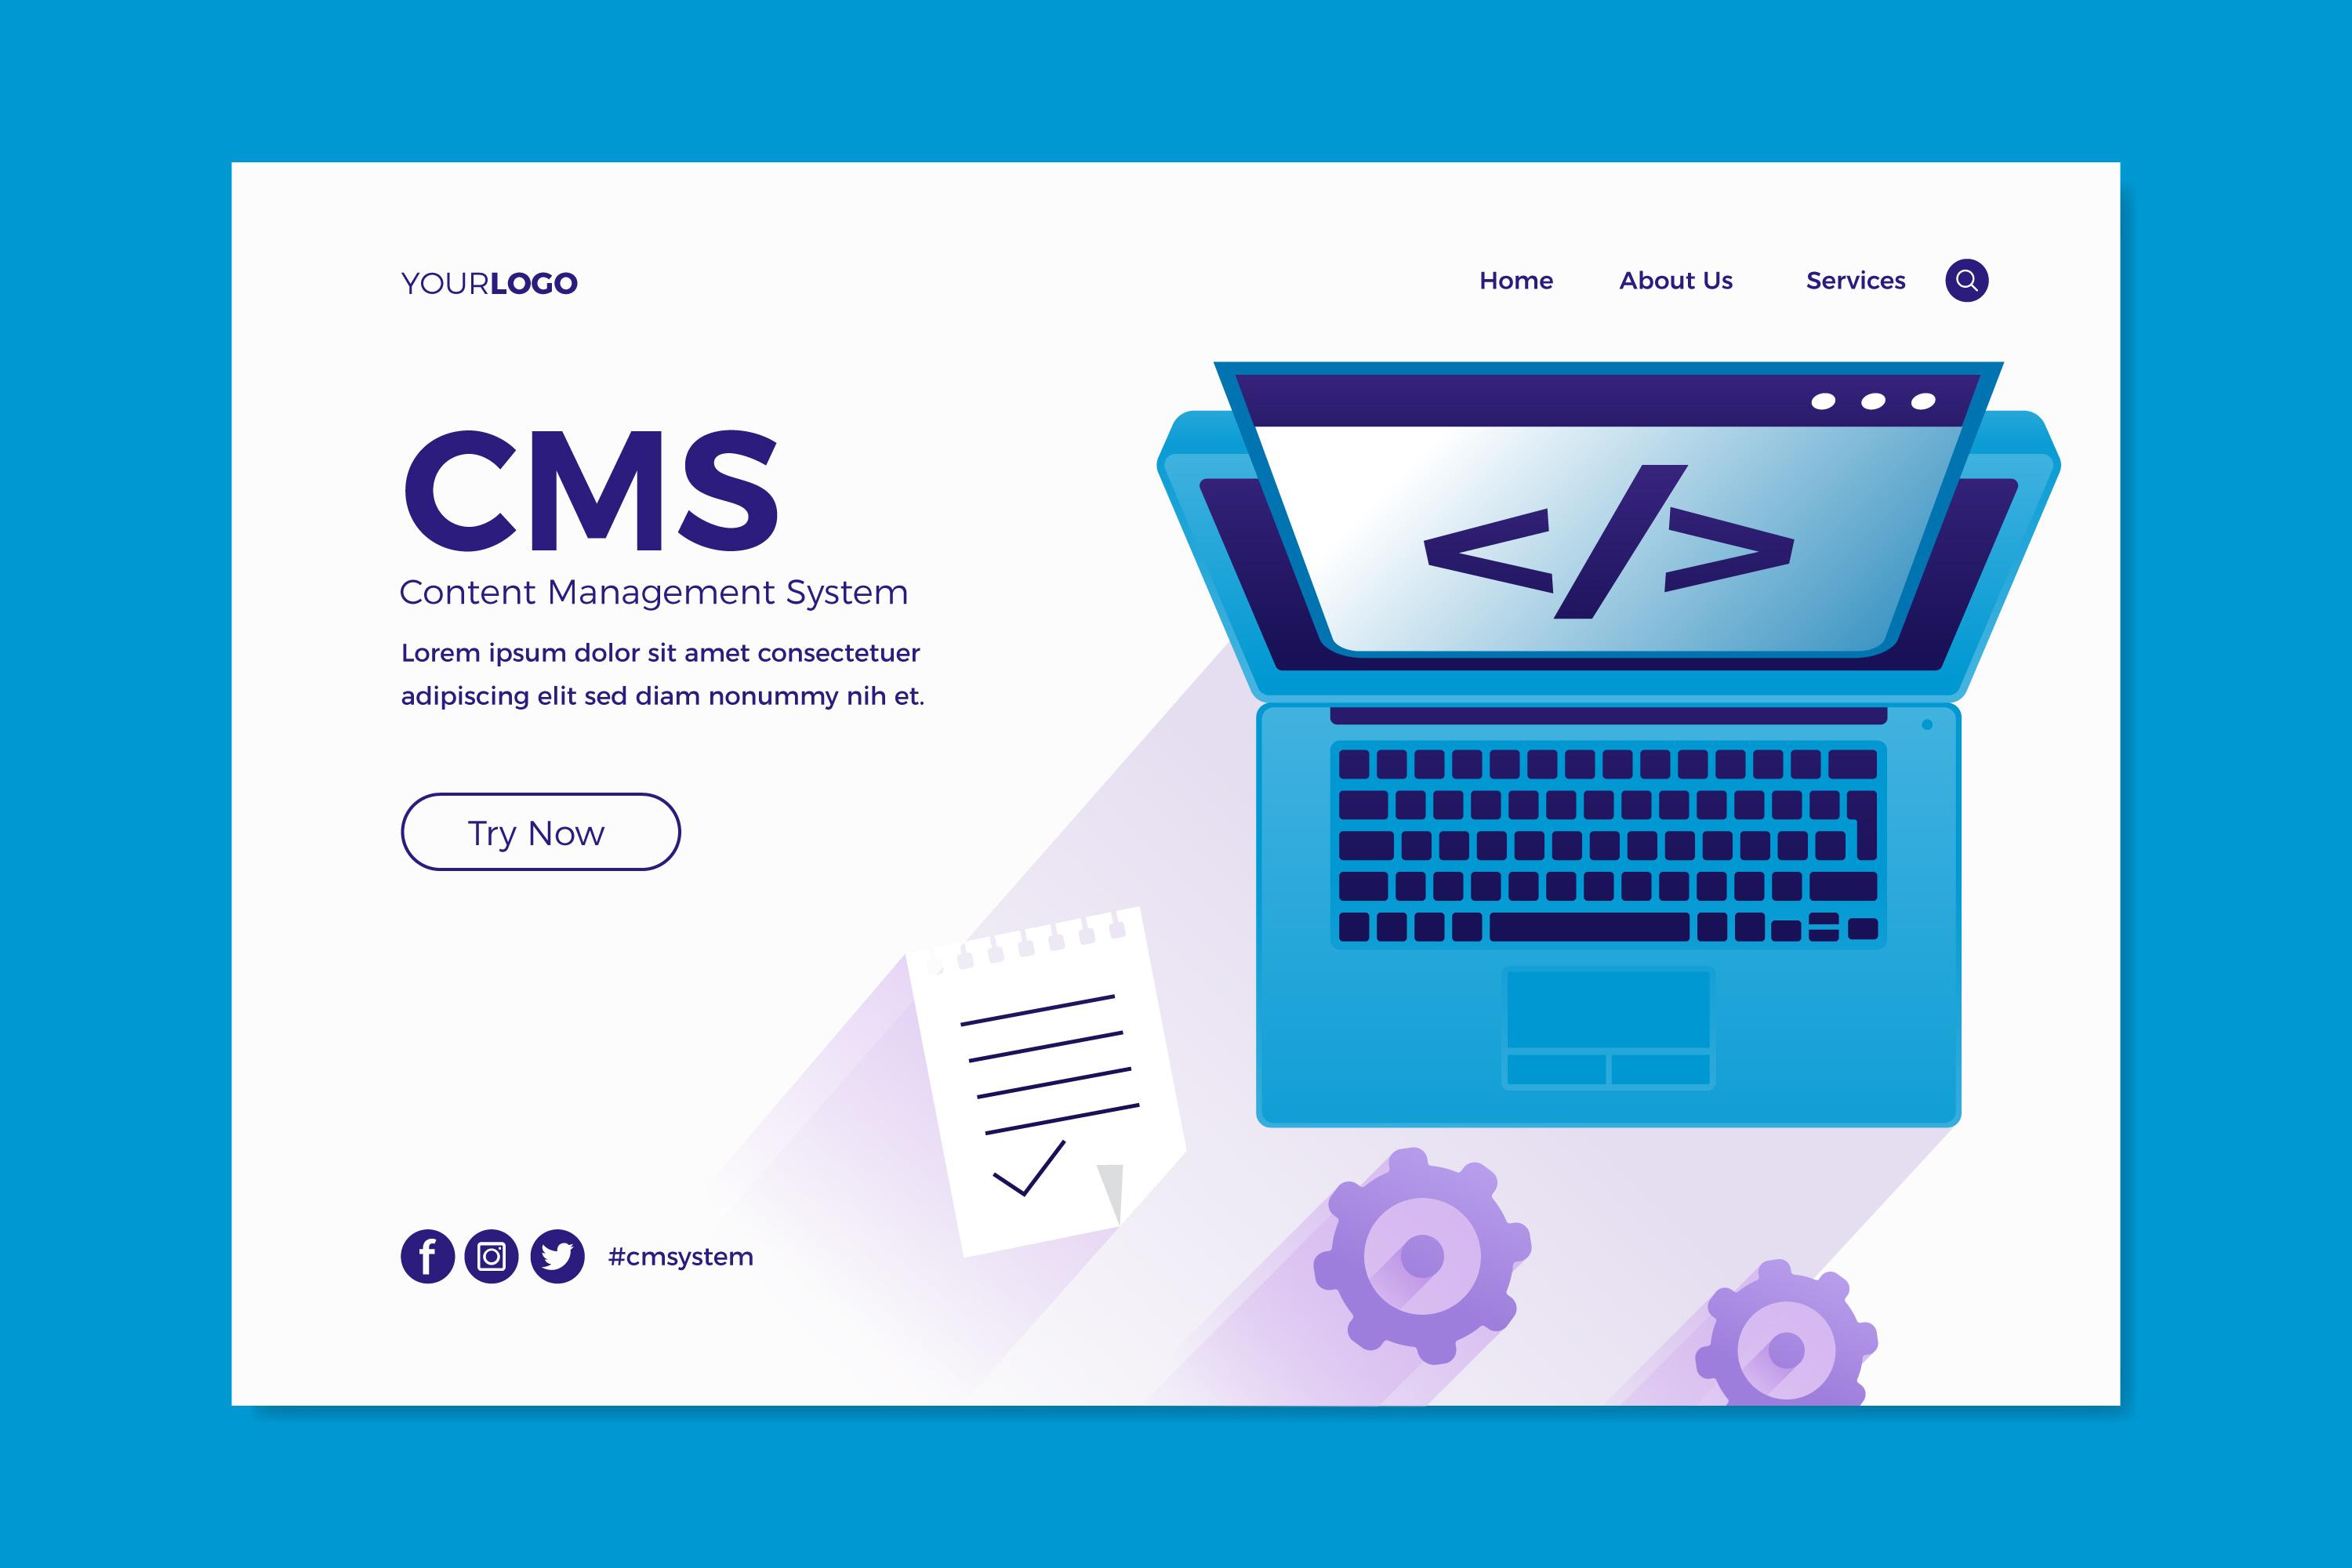 YOURLOGO
Home About Us Services
CMS
Content Management System
Lorem ipsum dolor sit amet consectetuer
adipiscing elit sed diam nonummy nih et.
</>
Try Now
#cmsystem